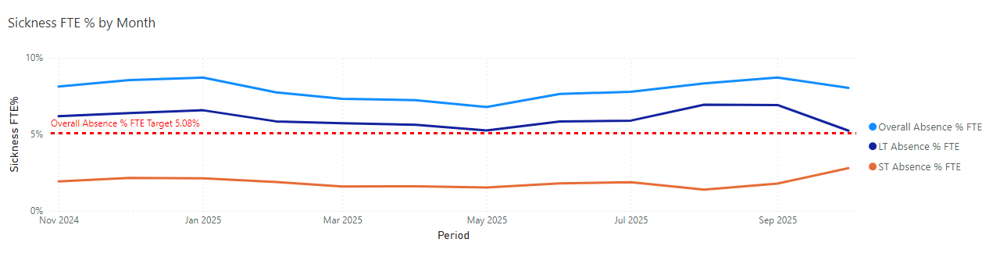 Sickness FTE % by Month
10%
5%
0%
Sickness FTE%
Overall Absence % FTE Target 5.08%
Nov 2024
Jan 2025
Mar 2025
May 2025
Jul 2025
Sep 2025
Period
Overall Absence % FTE
LT Absence % FTE
ST Absence % FTE